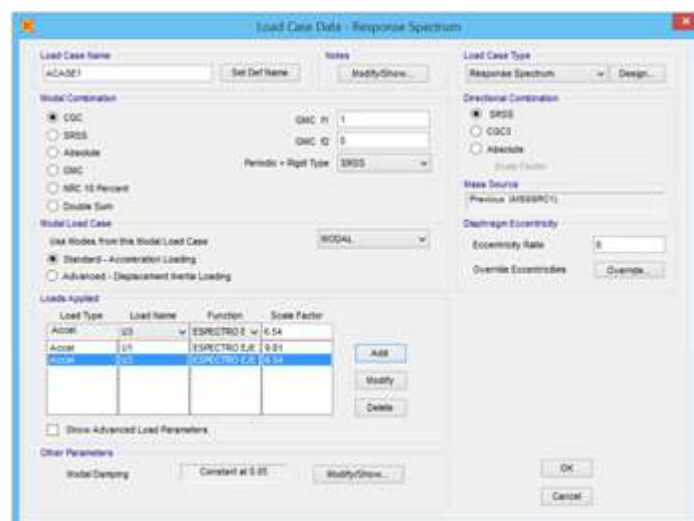 Load Case Data - Response Spectrum
Load Case Name
Notes
Load Case Type
ACASE1
Set Def Name
Modify/Show...
Response Spectrum
Design...
Modal Combination
Directional Combination
CQC
GMC f1
1
SRSS
SRSS
GMC f2
0
CQC3
Absolute
Periodic + Rigid Type
SRSS
Absolute
GMC
Scale Factor
NRC 10 Percent
Mass Source
Double Sum
Previous (MSSSRC1)
Modal Load Case
Diaphragm Eccentricity
Use Modes from this Modal Load Case
MODAL
Eccentricity Ratio
0
Standard - Acceleration Loading
Advanced - Displacement Inertia Loading
Override Eccentricities
Override...
Loads Applied
Load Type Load Name Function Scale Factor
Accel U3 ESPECTRO E 6.54
Accel U1 ESPECTRO EJE 9.81
Accel U3 ESPECTRO EJE 6.54
Add
Modify
Delete
Show Advanced Load Parameters
Other Parameters
Modal Damping
Constant at 0.05
Modify/Show...
OK
Cancel